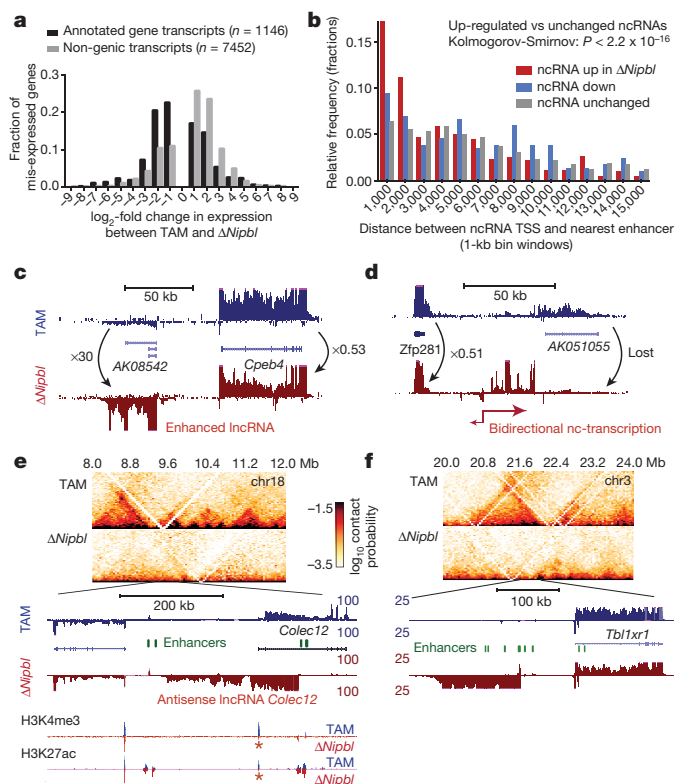 a
Annotated gene transcripts (n = 1146)
Non-genic transcripts (n = 7452)
Fraction of
mis-expressed genes
0.3
0.2
0.1
0.0
−9 −8 −7 −6 −5 −4 −3 −2 −1 0 1 2 3 4 5 6 7 8 9
log2-fold change in expression
between TAM and ΔNipbl
b
Up-regulated vs unchanged ncRNAs
Kolmogorov-Smirnov: P < 2.2 x 10−16
ncRNA up in ΔNipbl
ncRNA down
ncRNA unchanged
Relative frequency (fractions)
0.15
0.10
0.05
0
1,000 2,000 3,000 4,000 5,000 6,000 7,000 8,000 9,000 10,000 11,000 12,000 13,000 14,000 15,000
Distance between ncRNA TSS and nearest enhancer
(1-kb bin windows)
c
50 kb
TAM
×30
AK08542
Cpeb4
×0.53
ΔNipbl
Enhanced lncRNA
d
50 kb
Zfp281
×0.51
AK051055
Lost
Bidirectional nc-transcription
e
8.0 8.8 9.6 10.4 11.2 12.0 Mb
TAM
chr18
ΔNipbl
−1.5
−3.5
log10 contact
probability
200 kb
TAM
100
100
Enhancers
Colec12
ΔNipbl
100
100
Antisense lncRNA Colec12
H3K4me3
TAM
ΔNipbl
*
H3K27ac
TAM
ΔNipbl
*
f
20.0 20.8 21.6 22.4 23.2 24.0 Mb
TAM
chr3
ΔNipbl
100 kb
25
TAM
25
Enhancers
Tbl1xr1
25
ΔNipbl
25